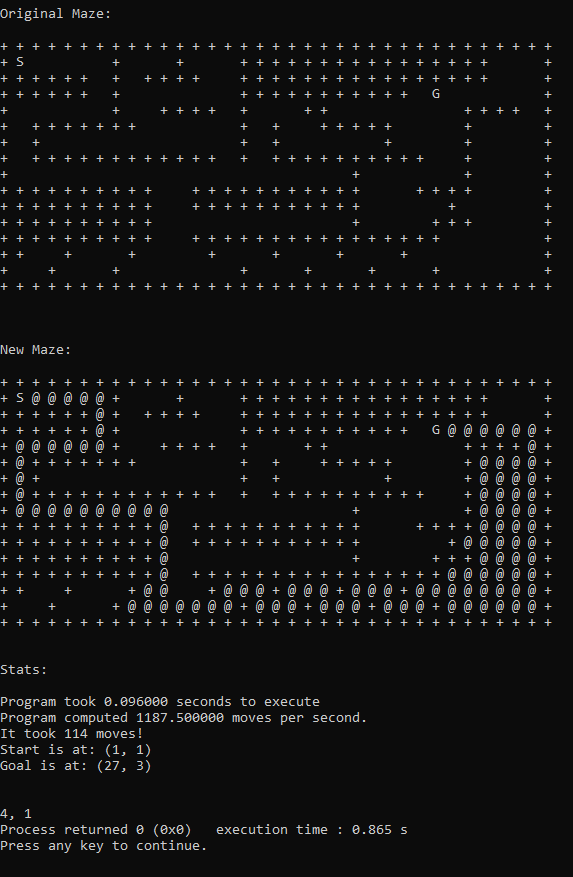 Original Maze:
+ + + + + + + + + + + + + + + + + + + + + + + + + + + + + + + + + + +
+ S           +       +       + + + + + + + + + + + + + + + +       +
+ + + + + +   +   + + + +     + + + + + + + + + + + + + + + +       +
+ + + + + +   +               + + + + + + + + + + +   G             +
+             +     + + + +   +       + +                 + + + +   +
+   + + + + + + +             +   +     + + + + +         +         +
+   +                         +   +             +         +         +
+   + + + + + + + + + + + +   +   + + + + + + + + + +     +         +
+                                           +             +         +
+ + + + + + + + + +     + + + + + + + + + + +       + + + +         +
+ + + + + + + + + +     + + + + + + + + + + +           +           +
+ + + + + + + + + +                         +         + + +         +
+ + + + + + + + + +     + + + + + + + + + + + + + + + +             +
+ +     +       +         +       +       +       +                 +
+     +       +               +       +       +       +             +
+ + + + + + + + + + + + + + + + + + + + + + + + + + + + + + + + + + +
New Maze:
+ + + + + + + + + + + + + + + + + + + + + + + + + + + + + + + + + + +
+ S @ @ @ @ @ +       +       + + + + + + + + + + + + + + + +       +
+ + + + + + @ +   + + + +     + + + + + + + + + + + + + + + +       +
+ + + + + + @ +               + + + + + + + + + + +   G @ @ @ @ @ @ +
+ @ @ @ @ @ @ +     + + + +   +       + +                 + + + + @ +
+ @ + + + + + + +             +   +     + + + + +         + @ @ @ @ +
+ @ +                         +   +             +         + @ @ @ @ +
+ @ + + + + + + + + + + + +   +   + + + + + + + + + +     + @ @ @ @ +
+ @ @ @ @ @ @ @ @ @ @                       +             + @ @ @ @ +
+ + + + + + + + + + @   + + + + + + + + + + +       + + + + @ @ @ @ +
+ + + + + + + + + + @   + + + + + + + + + + +           + @ @ @ @ @ +
+ + + + + + + + + + @                       +         + + + @ @ @ @ +
+ + + + + + + + + + @   + + + + + + + + + + + + + + + + @ @ @ @ @ @ +
+ +     +       + @ @     + @ @ @ + @ @ @ + @ @ @ + @ @ @ @ @ @ @ @ +
+     +       + @ @ @ @ @ @ @ + @ @ @ + @ @ @ + @ @ @ + @ @ @ @ @ @ +
+ + + + + + + + + + + + + + + + + + + + + + + + + + + + + + + + + + +
Stats:
Program took 0.096000 seconds to execute
Program computed 1187.500000 moves per second.
It took 114 moves!
Start is at: (1, 1)
Goal is at: (27, 3)
4, 1
Process returned 0 (0x0)   execution time : 0.865 s
Press any key to continue.